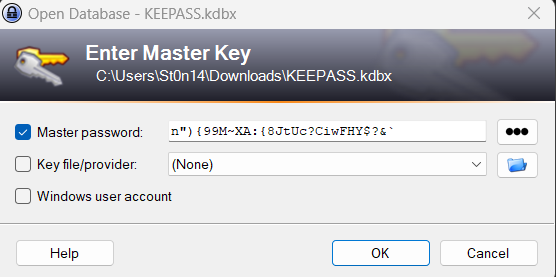 Open Database - KEEPASS.kdbx
Enter Master Key
C:\Users\St0n14\Downloads\KEEPASS.kdbx
Master password:
n"){99M~XA:{8JtUc?CiwFHY$?&`
Key file/provider:
(None)
Windows user account
Help
OK
Cancel